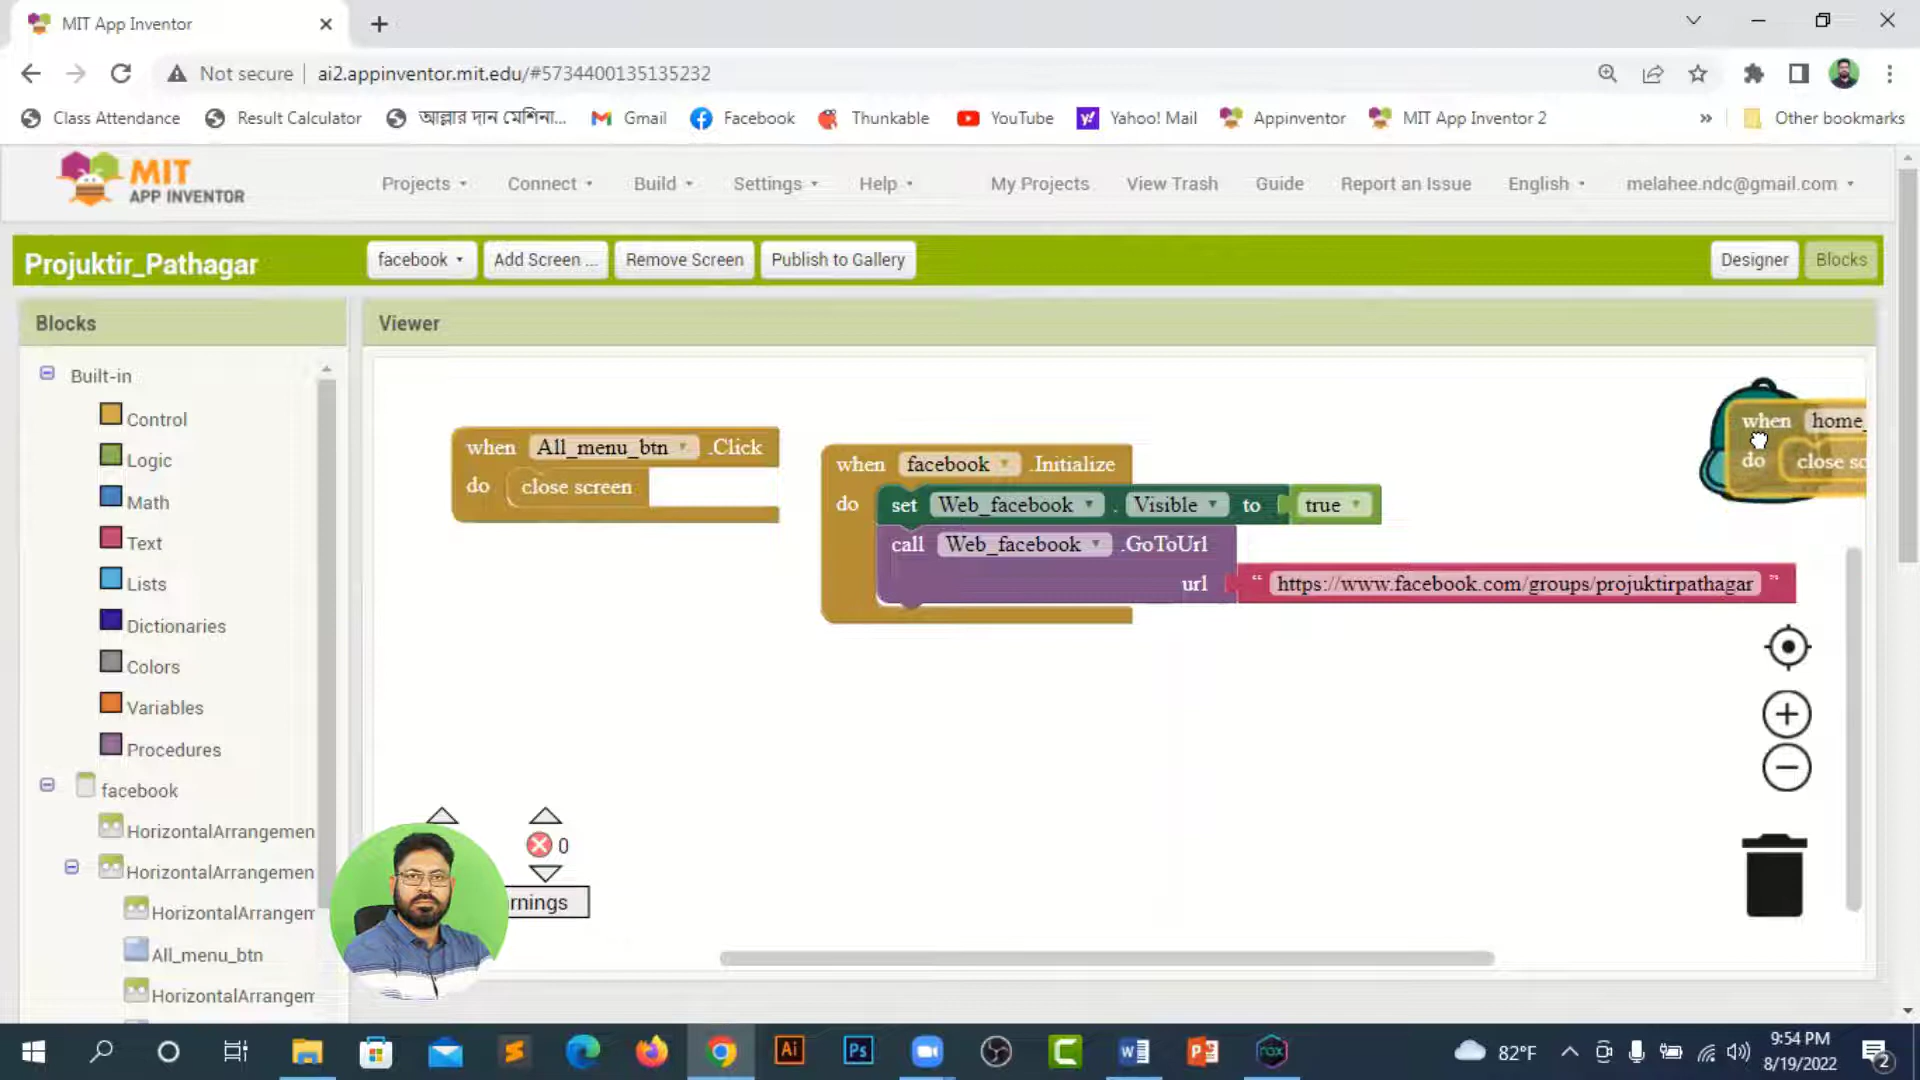 MIT App Inventor
Not secure ai2.appinventor.mit.edu/#5734400135135232
Class Attendance Result Calculator আল্লার দান মেশিনা... Gmail Facebook Thunkable YouTube Yahoo! Mail Appinventor MIT App Inventor 2 » Other bookmarks
MIT
APP INVENTOR
Projects Connect Build Settings Help My Projects View Trash Guide Report an Issue English melahee.ndc@gmail.com
Projuktir_Pathagar facebook Add Screen ... Remove Screen Publish to Gallery Designer Blocks
Blocks Viewer
Built-in
Control
Logic
Math
Text
Lists
Dictionaries
Colors
Variables
Procedures
facebook
HorizontalArrangemen
HorizontalArrangemen
HorizontalArrangem
All_menu_btn
HorizontalArrangem
when All_menu_btn .Click
do close screen
when facebook .Initialize
do set Web_facebook . Visible to true
call Web_facebook .GoToUrl
url “ https://www.facebook.com/groups/projuktirpathagar ”
when home_
do close sc
0
rnings
Ai Ps
82°F
9:54 PM
8/19/2022
2